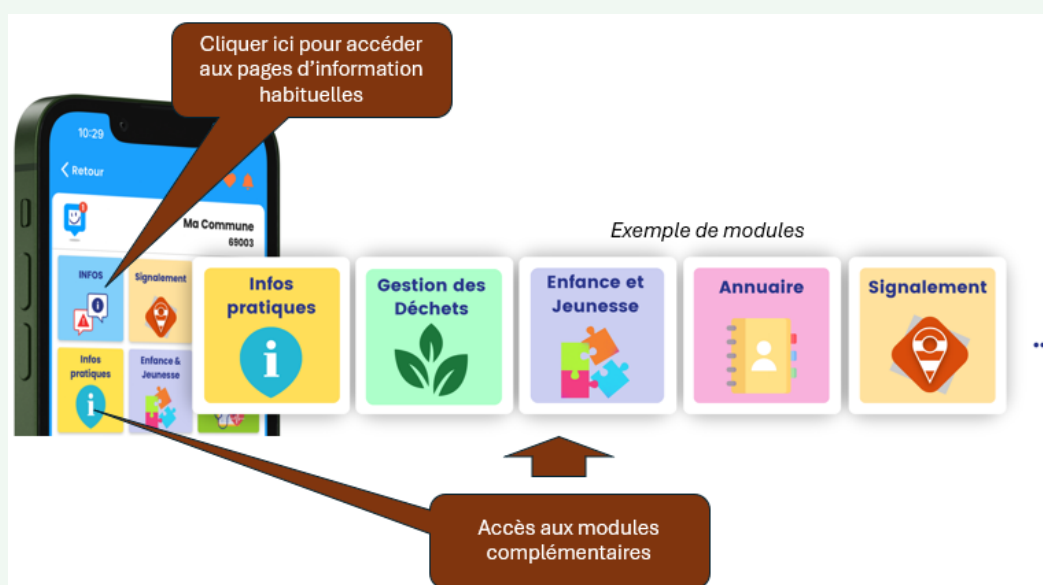 Cliquer ici pour accéder
aux pages d'information
habituelles
10:29
Retour
1
Ma Commune
69003
INFOS
Signalement
Infos
pratiques
Enfance &
Jeunesse
Exemple de modules
Infos
pratiques
Gestion des
Déchets
Enfance et
Jeunesse
Annuaire
Signalement
..
Accès aux modules
complémentaires